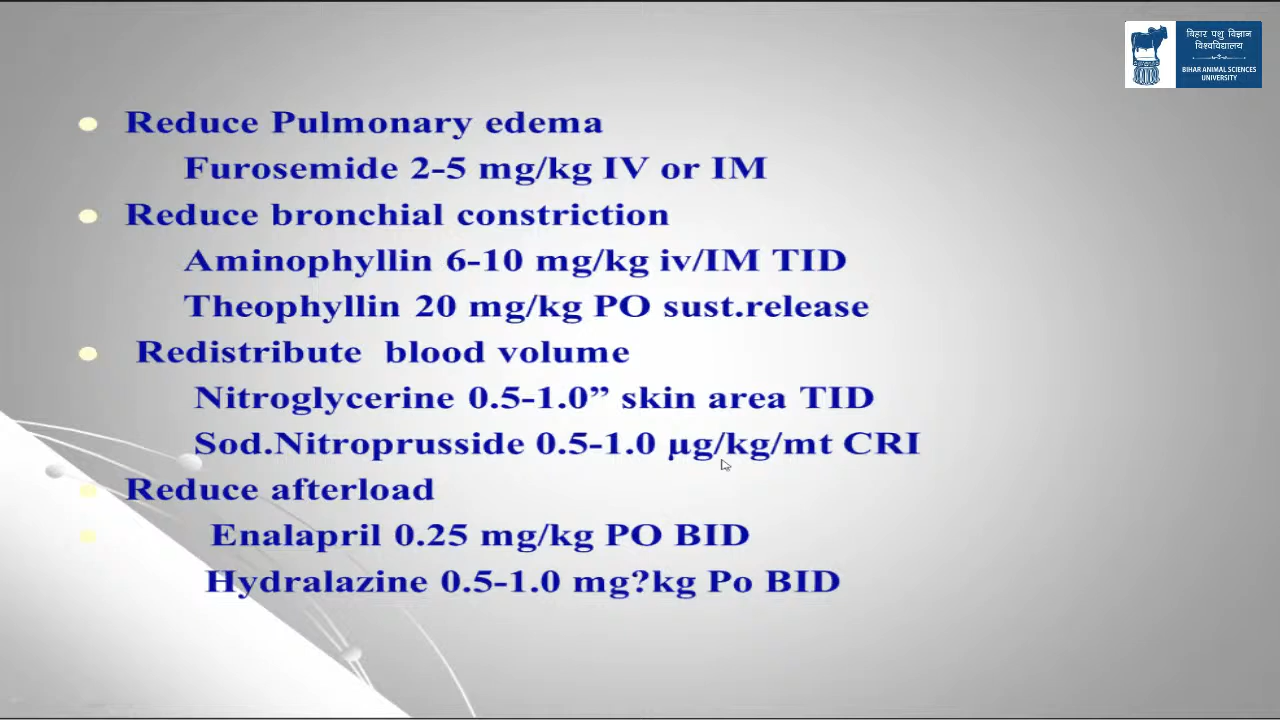 बिहार पशु विज्ञान
विश्वविद्यालय
BIHAR ANIMAL SCIENCES
UNIVERSITY
Reduce Pulmonary edema
Furosemide 2-5 mg/kg IV or IM
Reduce bronchial constriction
Aminophyllin 6-10 mg/kg iv/IM TID
Theophyllin 20 mg/kg PO sust.release
Redistribute blood volume
Nitroglycerine 0.5-1.0” skin area TID
Sod.Nitroprusside 0.5-1.0 µg/kg/mt CRI
Reduce afterload
Enalapril 0.25 mg/kg PO BID
Hydralazine 0.5-1.0 mg?kg Po BID